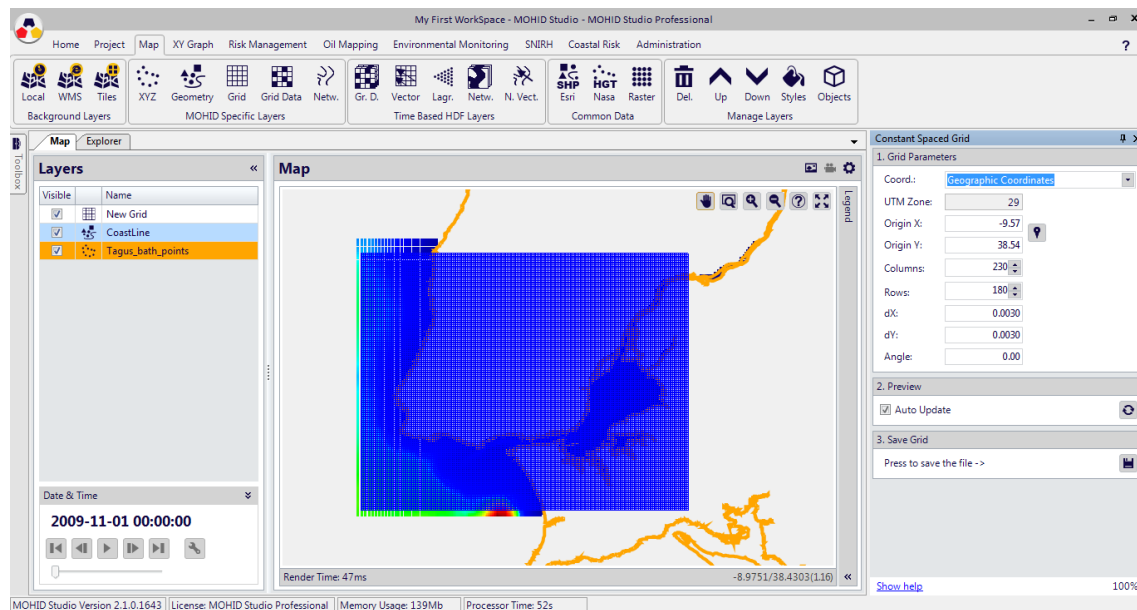 My First WorkSpace - MOHID Studio - MOHID Studio Professional
Home Project Map XY Graph Risk Management Oil Mapping Environmental Monitoring SNIRH Coastal Risk Administration ?
SHP HGT
Local WMS Tiles XYZ Geometry Grid Grid Data Netw. Gr. D. Vector Lagr. Netw. N. Vect. Esri Nasa Raster Del. Up Down Styles Objects
Background Layers MOHID Specific Layers Time Based HDF Layers Common Data Manage Layers
Toolbox
Map Explorer
Layers «
Visible Name
New Grid
CoastLine
Tagus_bath_points
Date & Time
2009-11-01 00:00:00
Map
Legend
Render Time: 47ms -8.9751/38.4303(1.16) «
Constant Spaced Grid
1. Grid Parameters
Coord.: Geographic Coordinates
UTM Zone: 29
Origin X: -9.57
Origin Y: 38.54
Columns: 230
Rows: 180
dX: 0.0030
dY: 0.0030
Angle: 0.00
2. Preview
Auto Update
3. Save Grid
Press to save the file ->
Show help 100%
MOHID Studio Version 2.1.0.1643 License: MOHID Studio Professional Memory Usage: 139Mb Processor Time: 52s